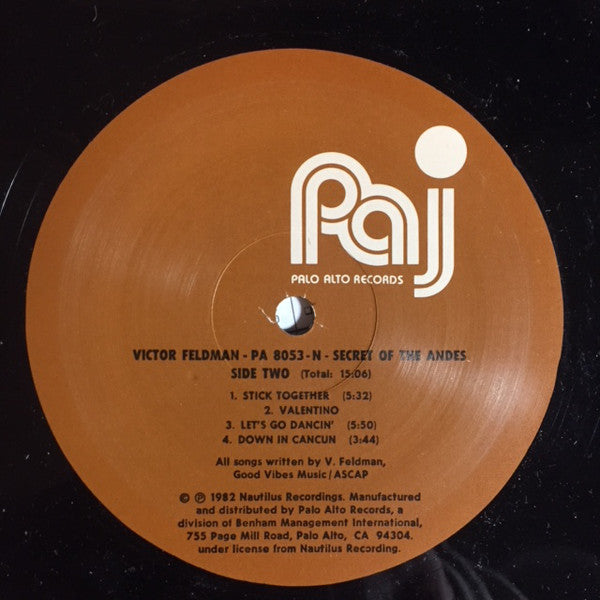 Paj
PALO ALTO RECORDS
VICTOR FELDMAN - PA 8053-N - SECRET OF THE ANDES
SIDE TWO (Total: 15:06)
1. STICK TOGETHER (5:32)
2. VALENTINO
3. LET'S GO DANCIN' (5:50)
4. DOWN IN CANCUN (3:44)
All songs written by V. Feldman,
Good Vibes Music/ASCAP
© ℗ 1982 Nautilus Recordings. Manufactured
and distributed by Palo Alto Records, a
division of Benham Management International,
755 Page Mill Road, Palo Alto, CA 94304.
under license from Nautilus Recording.